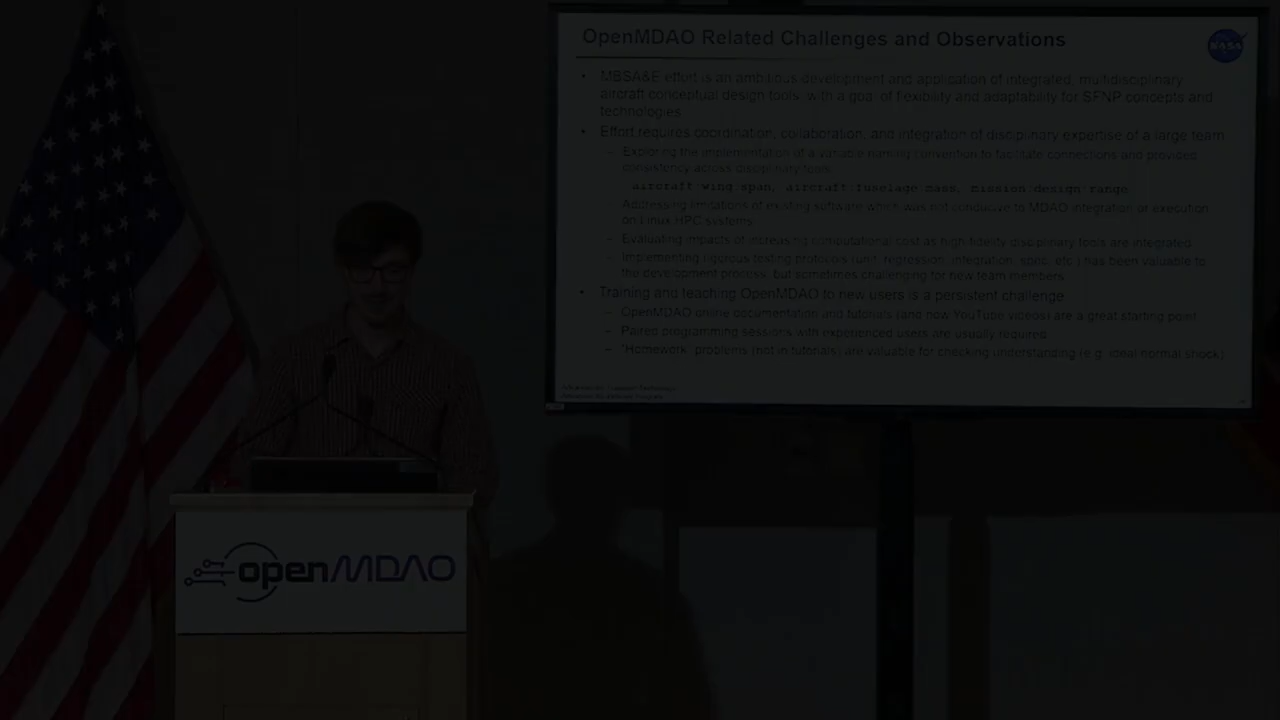 OpenMDAO Related Challenges and Observations
NASA
• MBSA&E effort is an ambitious development and application of integrated, multidisciplinary
aircraft conceptual design tools, with a goal of flexibility and adaptability for SFNP concepts and
technologies
• Effort requires coordination, collaboration, and integration of disciplinary expertise of a large team
– Exploring the implementation of a variable naming convention to facilitate connections and provided
consistency across disciplinary tools
aircraft:wing:span, aircraft:fuselage:mass, mission:design:range
– Addressing limitations of existing software which was not conducive to MDAO integration or execution
on Linux HPC systems
– Evaluating impacts of increasing computational cost as high-fidelity disciplinary tools are integrated
– Implementing rigorous testing protocols (unit, regression, integration, spec, etc.) has been valuable to
the development process, but sometimes challenging for new team members
• Training and teaching OpenMDAO to new users is a persistent challenge
– OpenMDAO online documentation and tutorials (and now YouTube videos) are a great starting point
– Paired programming sessions with experienced users are usually required
– "Homework" problems (not in tutorials) are valuable for checking understanding (e.g. ideal normal shock)
openMDAO